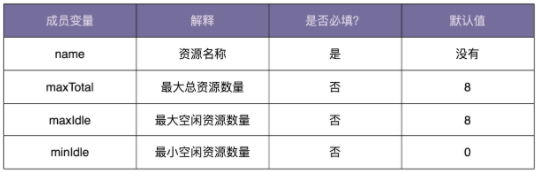 成员变量 解释 是否必填? 默认值
name 资源名称 是 没有
maxTotal 最大总资源数量 否 8
maxIdle 最大空闲资源数量 否 8
minIdle 最小空闲资源数量 否 0